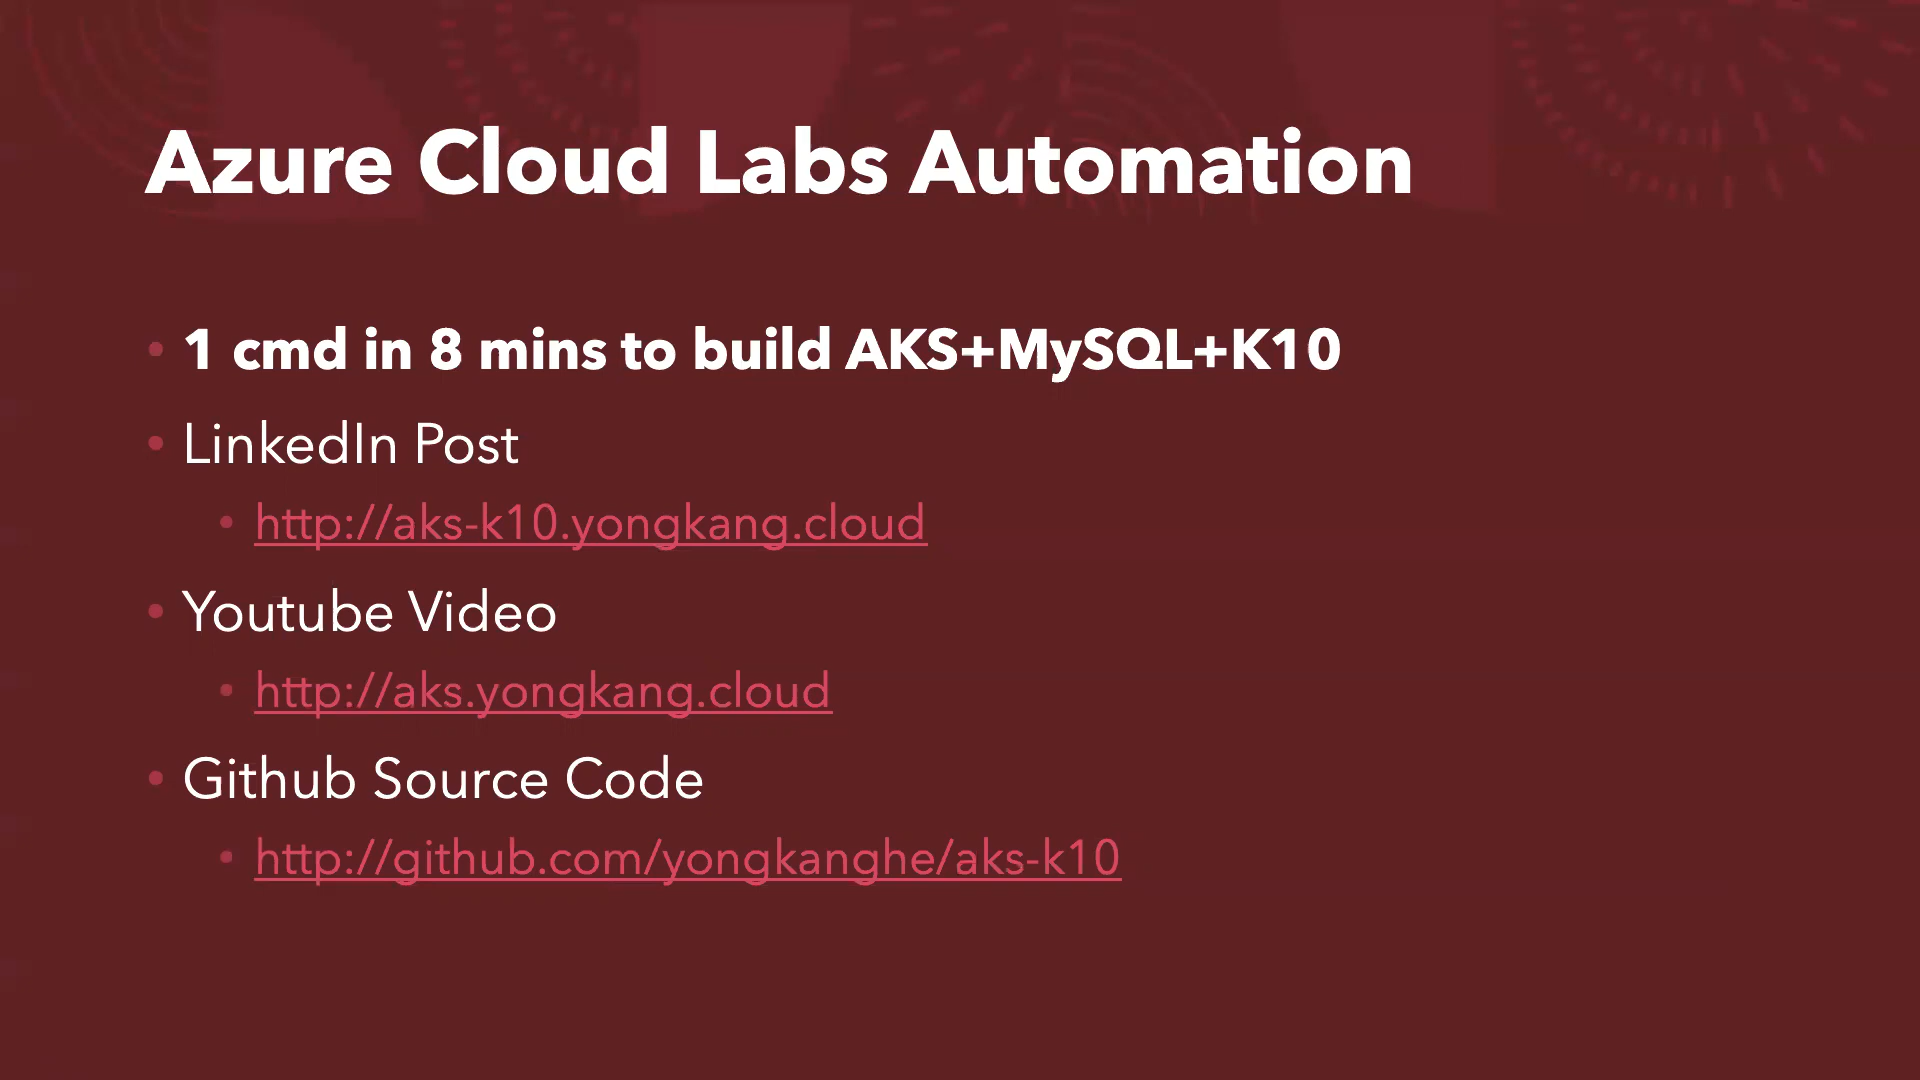 Azure Cloud Labs Automation
• 1 cmd in 8 mins to build AKS+MySQL+K10
• LinkedIn Post
• http://aks-k10.yongkang.cloud
• Youtube Video
• http://aks.yongkang.cloud
• Github Source Code
• http://github.com/yongkanghe/aks-k10